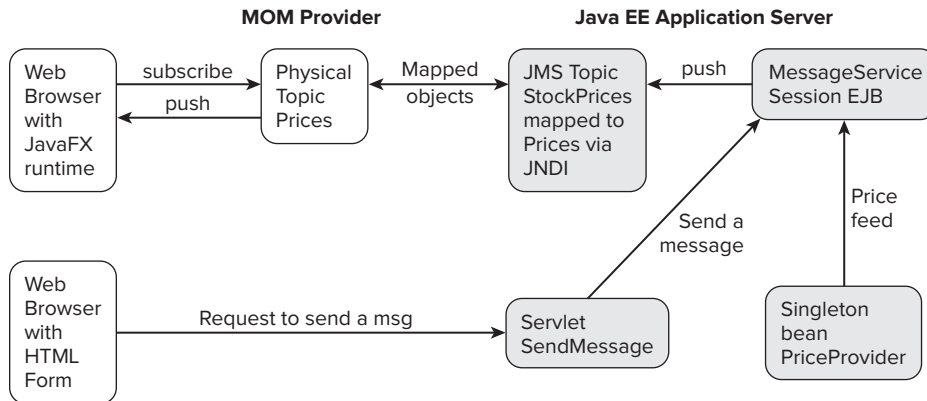 MOM Provider
Java EE Application Server
Web
Browser
with
JavaFX
runtime
subscribe
push
Physical
Topic
Prices
Mapped
objects
JMS Topic
StockPrices
mapped to
Prices via
JNDI
push
MessageService
Session EJB
Send a
message
Price
feed
Web
Browser
with
HTML
Form
Request to send a msg
Servlet
SendMessage
Singleton
bean
PriceProvider